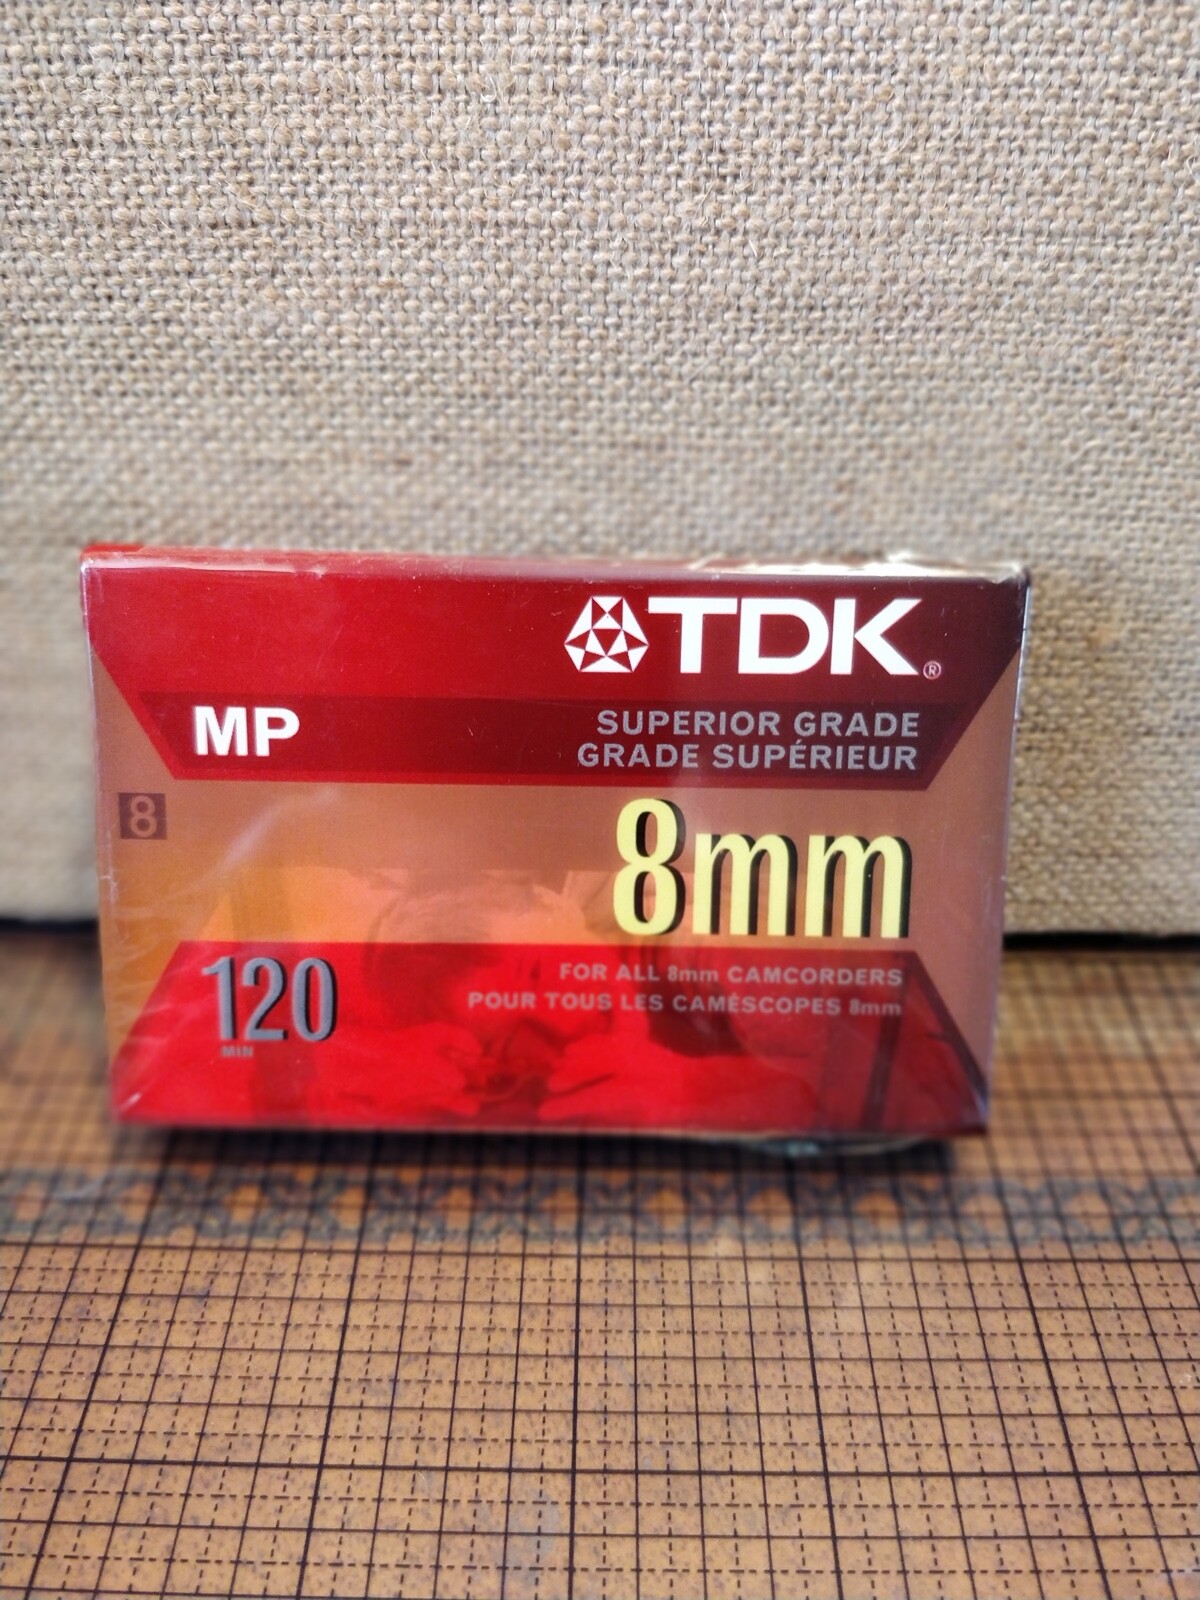 TDK®
MP
SUPERIOR GRADE
GRADE SUPÉRIEUR
8
8mm
120
MIN
FOR ALL 8mm CAMCORDERS
POUR TOUS LES CAMÉSCOPES 8mm